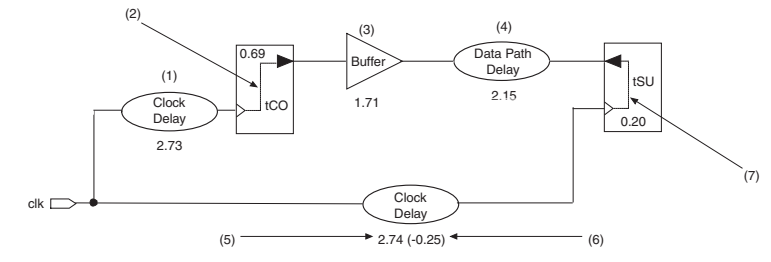 (2)
(3)
(4)
0.69
Data Path
Delay
Buffer
(1)
tSU
Clock
Delay
tCO
1.71
2.15
0.20
2.73
(7)
clk
Clock
Delay
(5)
2.74 (-0.25)
(6)